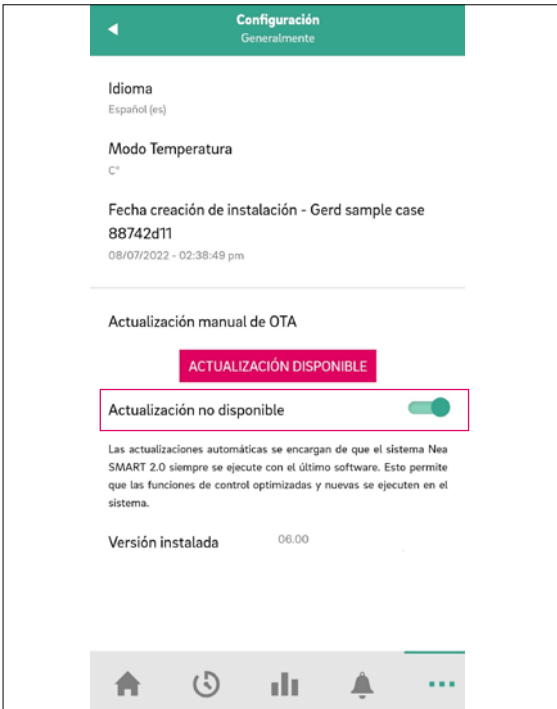 Configuración
Generalmente
Idioma
Español (es)
Modo Temperatura
C°
Fecha creación de instalación - Gerd sample case
88742d11
08/07/2022 - 02:38:49 pm
Actualización manual de OTA
ACTUALIZACIÓN DISPONIBLE
Actualización no disponible
Las actualizaciones automáticas se encargan de que el sistema Nea
SMART 2.0 siempre se ejecute con el último software. Esto permite
que las funciones de control optimizadas y nuevas se ejecuten en el
sistema.
Versión instalada 06.00